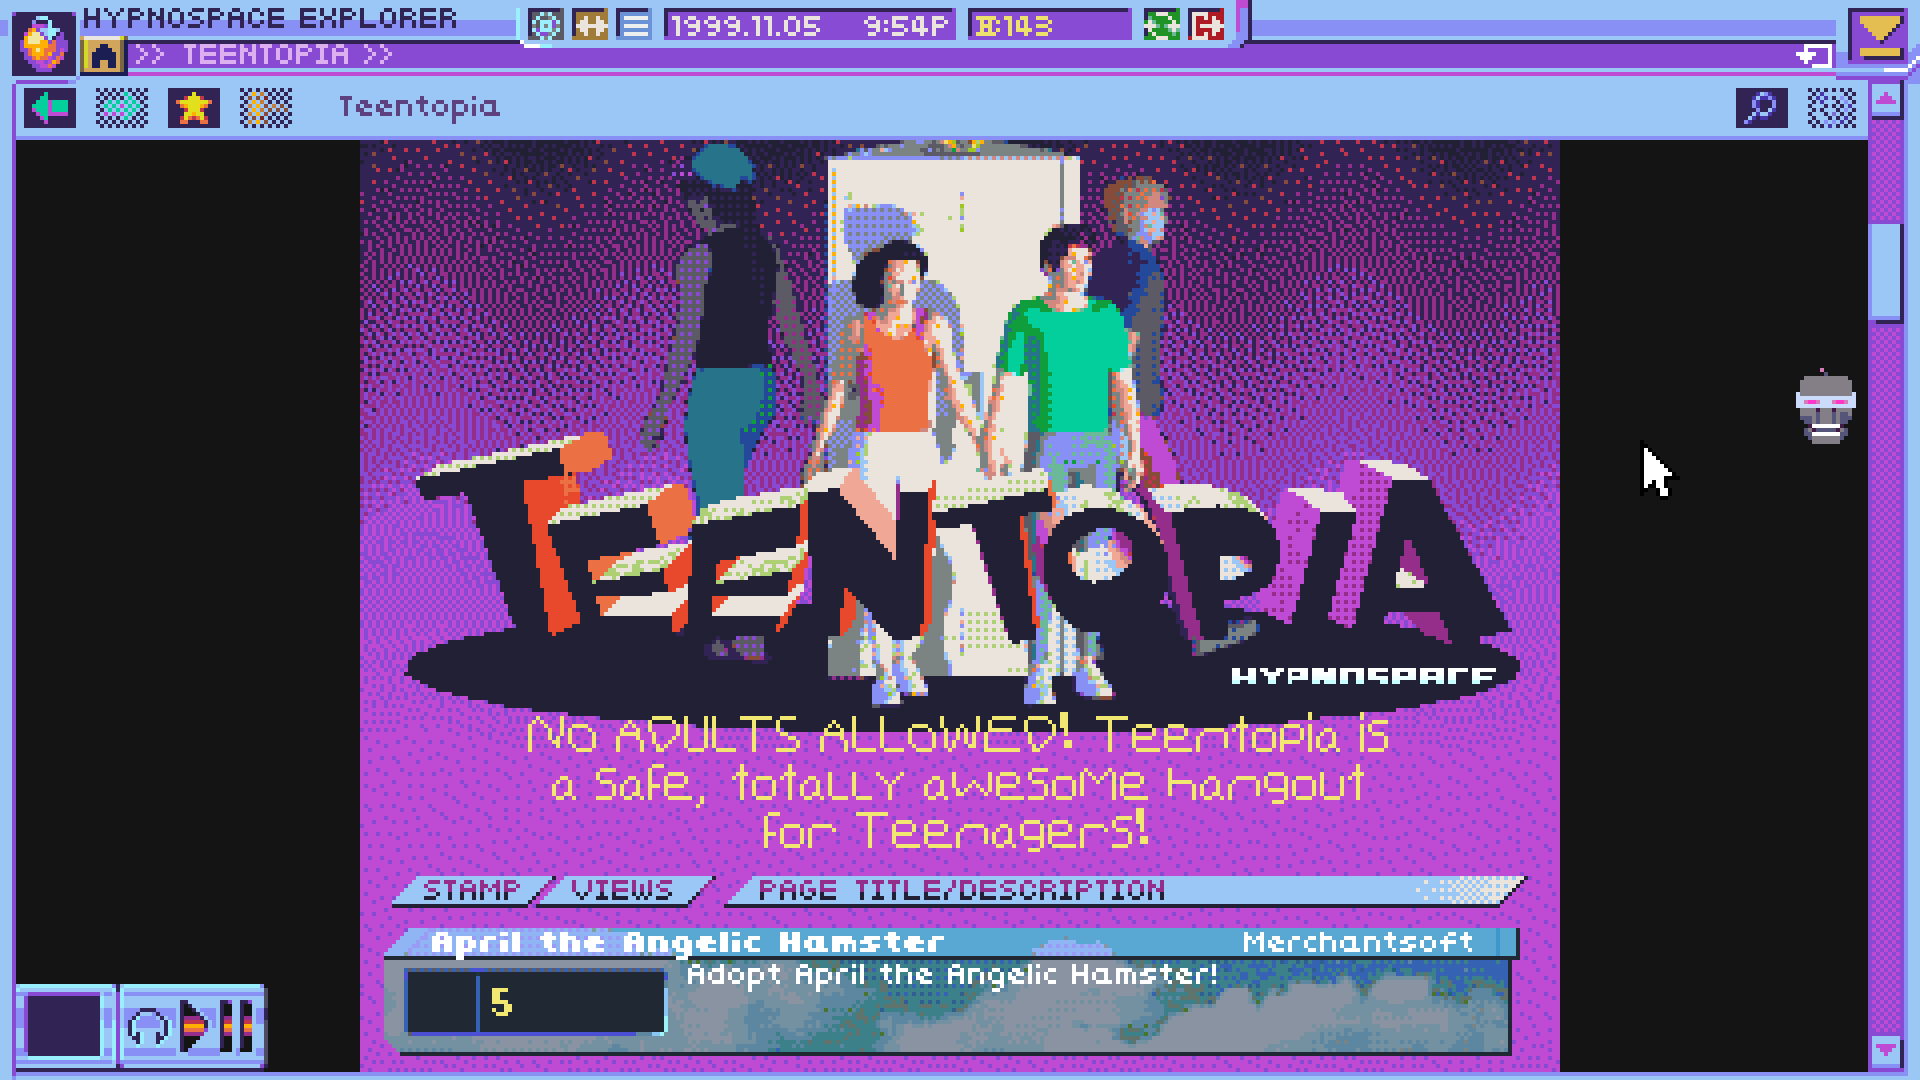 HYPNOSPACE EXPLORER
1999.11.05 9:54P
143
>> TEENTOPIA >>
Teentopia
TEENTOPIA
HYPNOSPACE
No ADULTS ALLOWED! Teentopia is
a safe, totally awesome hangout
for Teenagers!
STAMP VIEWS PAGE TITLE/DESCRIPTION
April the Angelic Hamster Merchantsoft
Adopt April the Angelic Hamster!
5